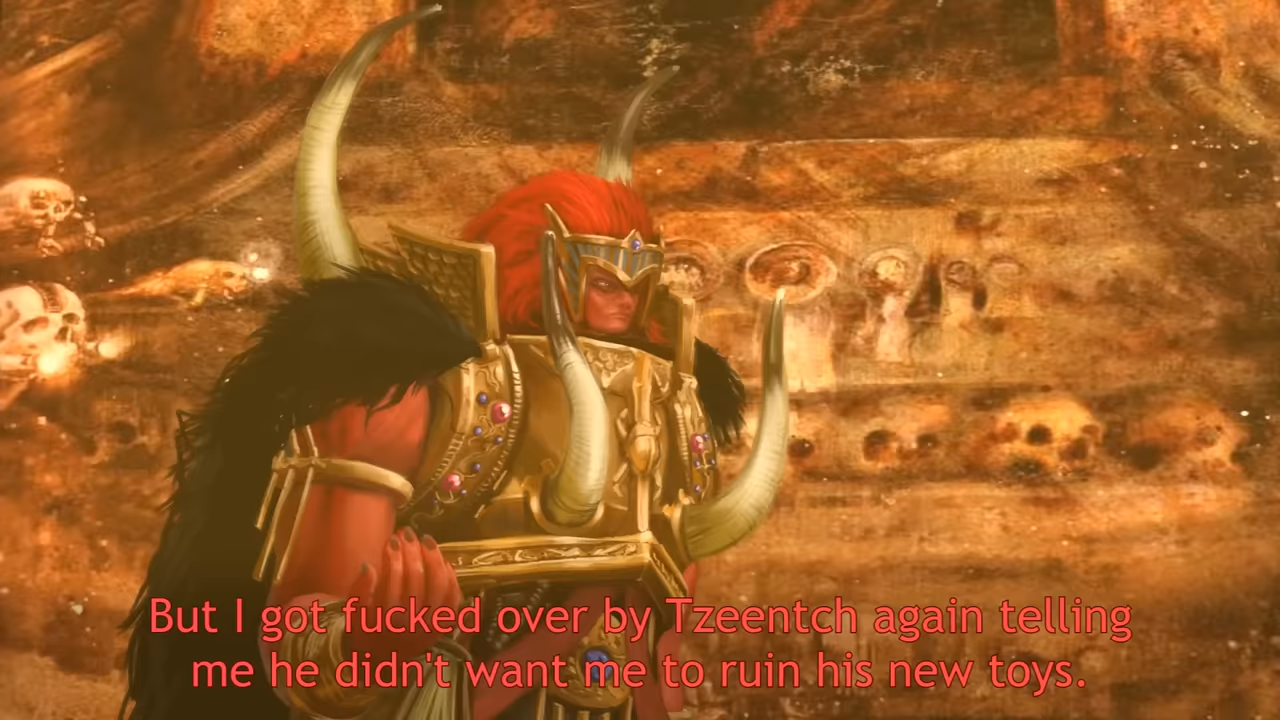 But I got fucked over by Tzeentch again telling
me he didn't want me to ruin his new toys.